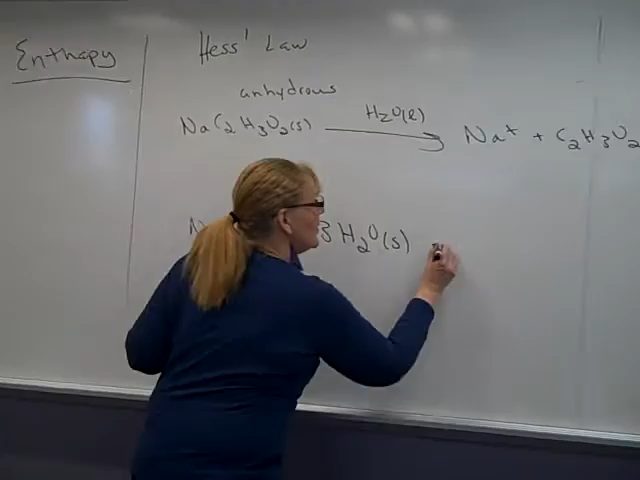 Enthapy
Hess' Law
anhydrous
NaC₂H₃O₂(s) —H₂O(l)→ Na⁺ + C₂H₃O₂
3H₂O(s)